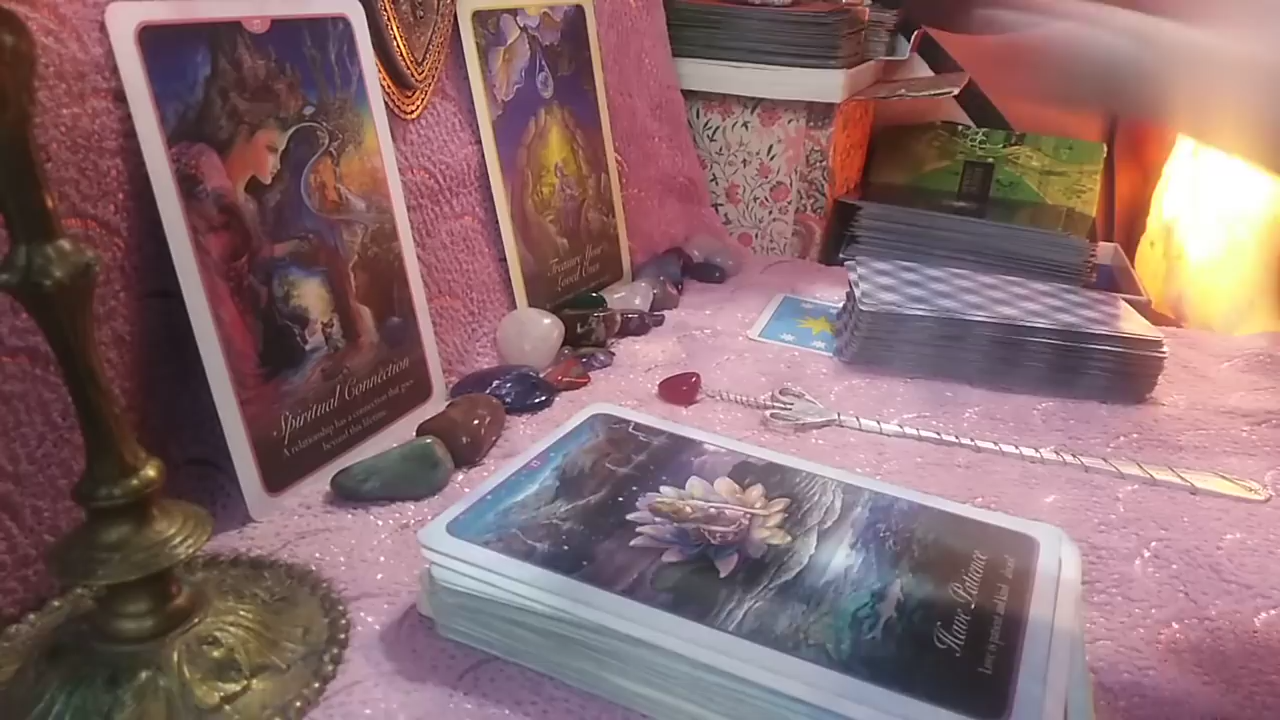 Spiritual Connection
A relationship has a connection that goes
beyond this lifetime.
Treasure Your
Loved Ones
Have Patience
Love is patient and kind